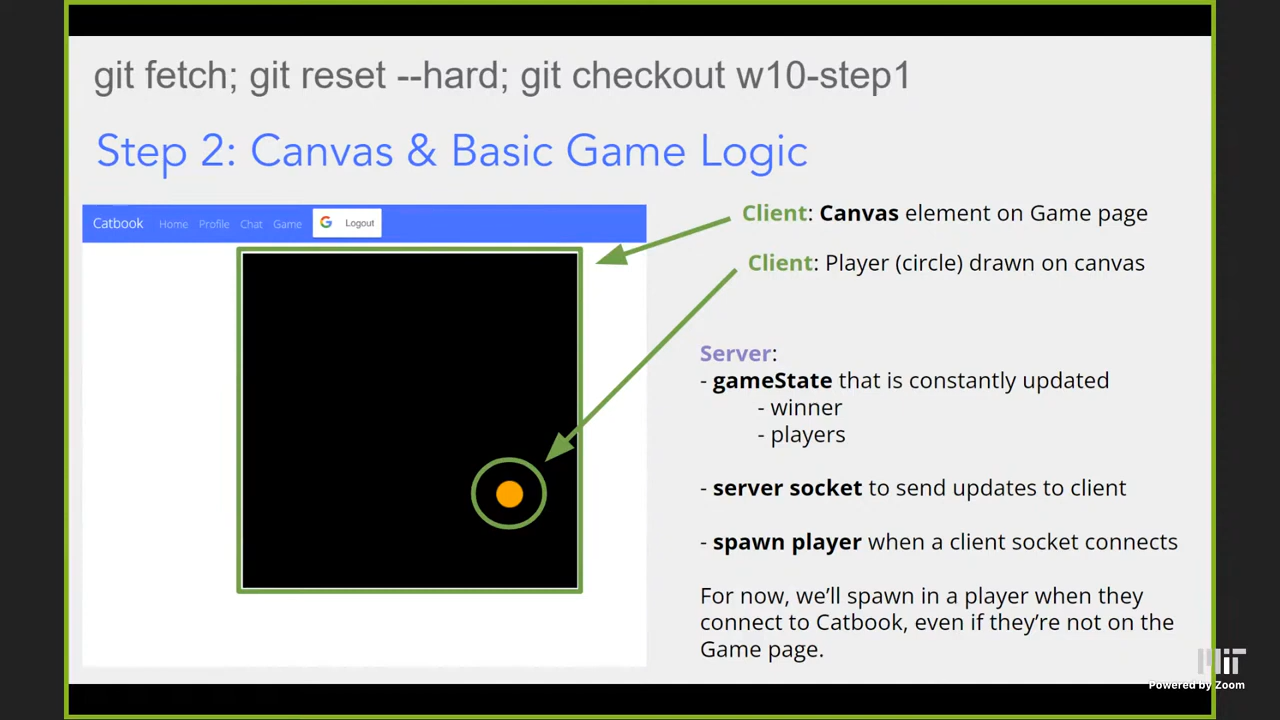 git fetch; git reset --hard; git checkout w10-step1
Step 2: Canvas & Basic Game Logic
Catbook Home Profile Chat Game G Logout
Client: Canvas element on Game page
Client: Player (circle) drawn on canvas
Server:
- gameState that is constantly updated
- winner
- players
- server socket to send updates to client
- spawn player when a client socket connects
For now, we'll spawn in a player when they
connect to Catbook, even if they're not on the
Game page.
MIT
Powered by Zoom